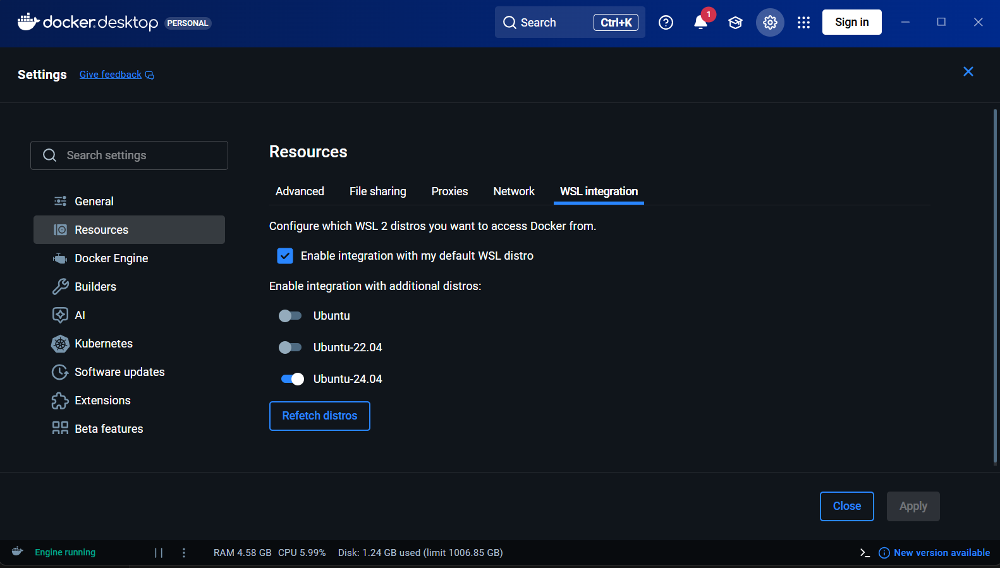 docker.desktop PERSONAL
Search Ctrl+K
1
Sign in
Settings Give feedback
Search settings
General
Resources
Docker Engine
Builders
AI
Kubernetes
Software updates
Extensions
Beta features
Resources
Advanced File sharing Proxies Network WSL integration
Configure which WSL 2 distros you want to access Docker from.
Enable integration with my default WSL distro
Enable integration with additional distros:
Ubuntu
Ubuntu-22.04
Ubuntu-24.04
Refetch distros
Close Apply
Engine running RAM 4.58 GB CPU 5.99% Disk: 1.24 GB used (limit 1006.85 GB) New version available